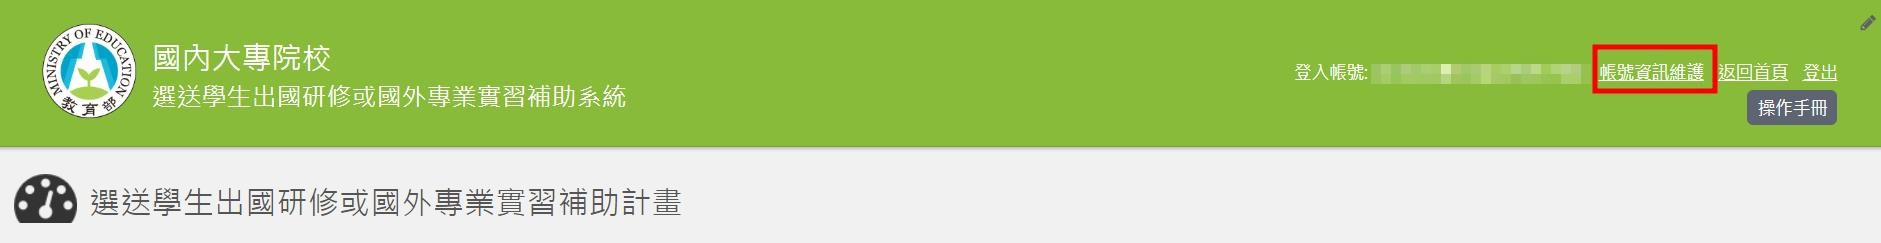 MINISTRY OF EDUCATION
教育部
國內大專院校
選送學生出國研修或國外專業實習補助系統
登入帳號: 帳號資訊維護 返回首頁 登出
操作手冊
選送學生出國研修或國外專業實習補助計畫